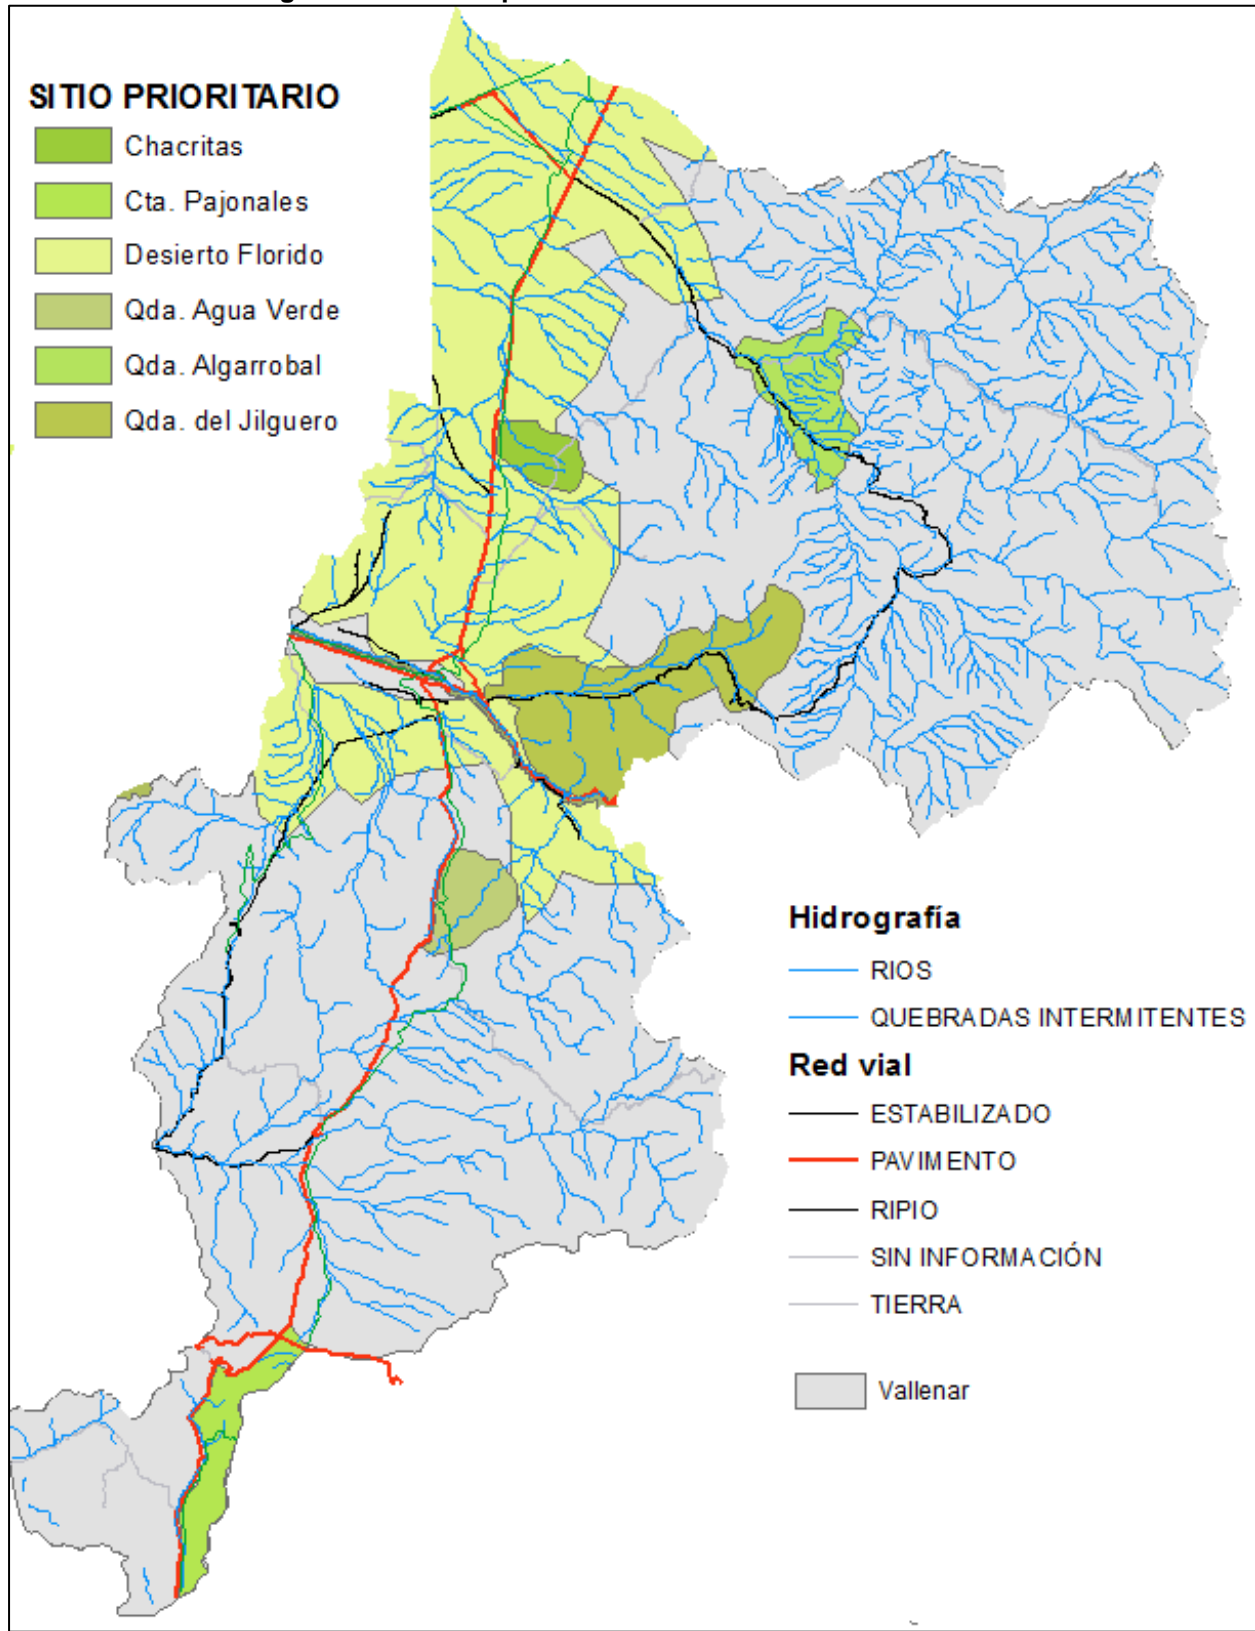 SITIO PRIORITARIO
Chacritas
Cta. Pajonales
Desierto Florido
Qda. Agua Verde
Qda. Algarrobal
Qda. del Jilguero
Hidrografía
RIOS
QUEBRADAS INTERMITENTES
Red vial
ESTABILIZADO
PAVIMENTO
RIPIO
SIN INFORMACIÓN
TIERRA
Vallenar